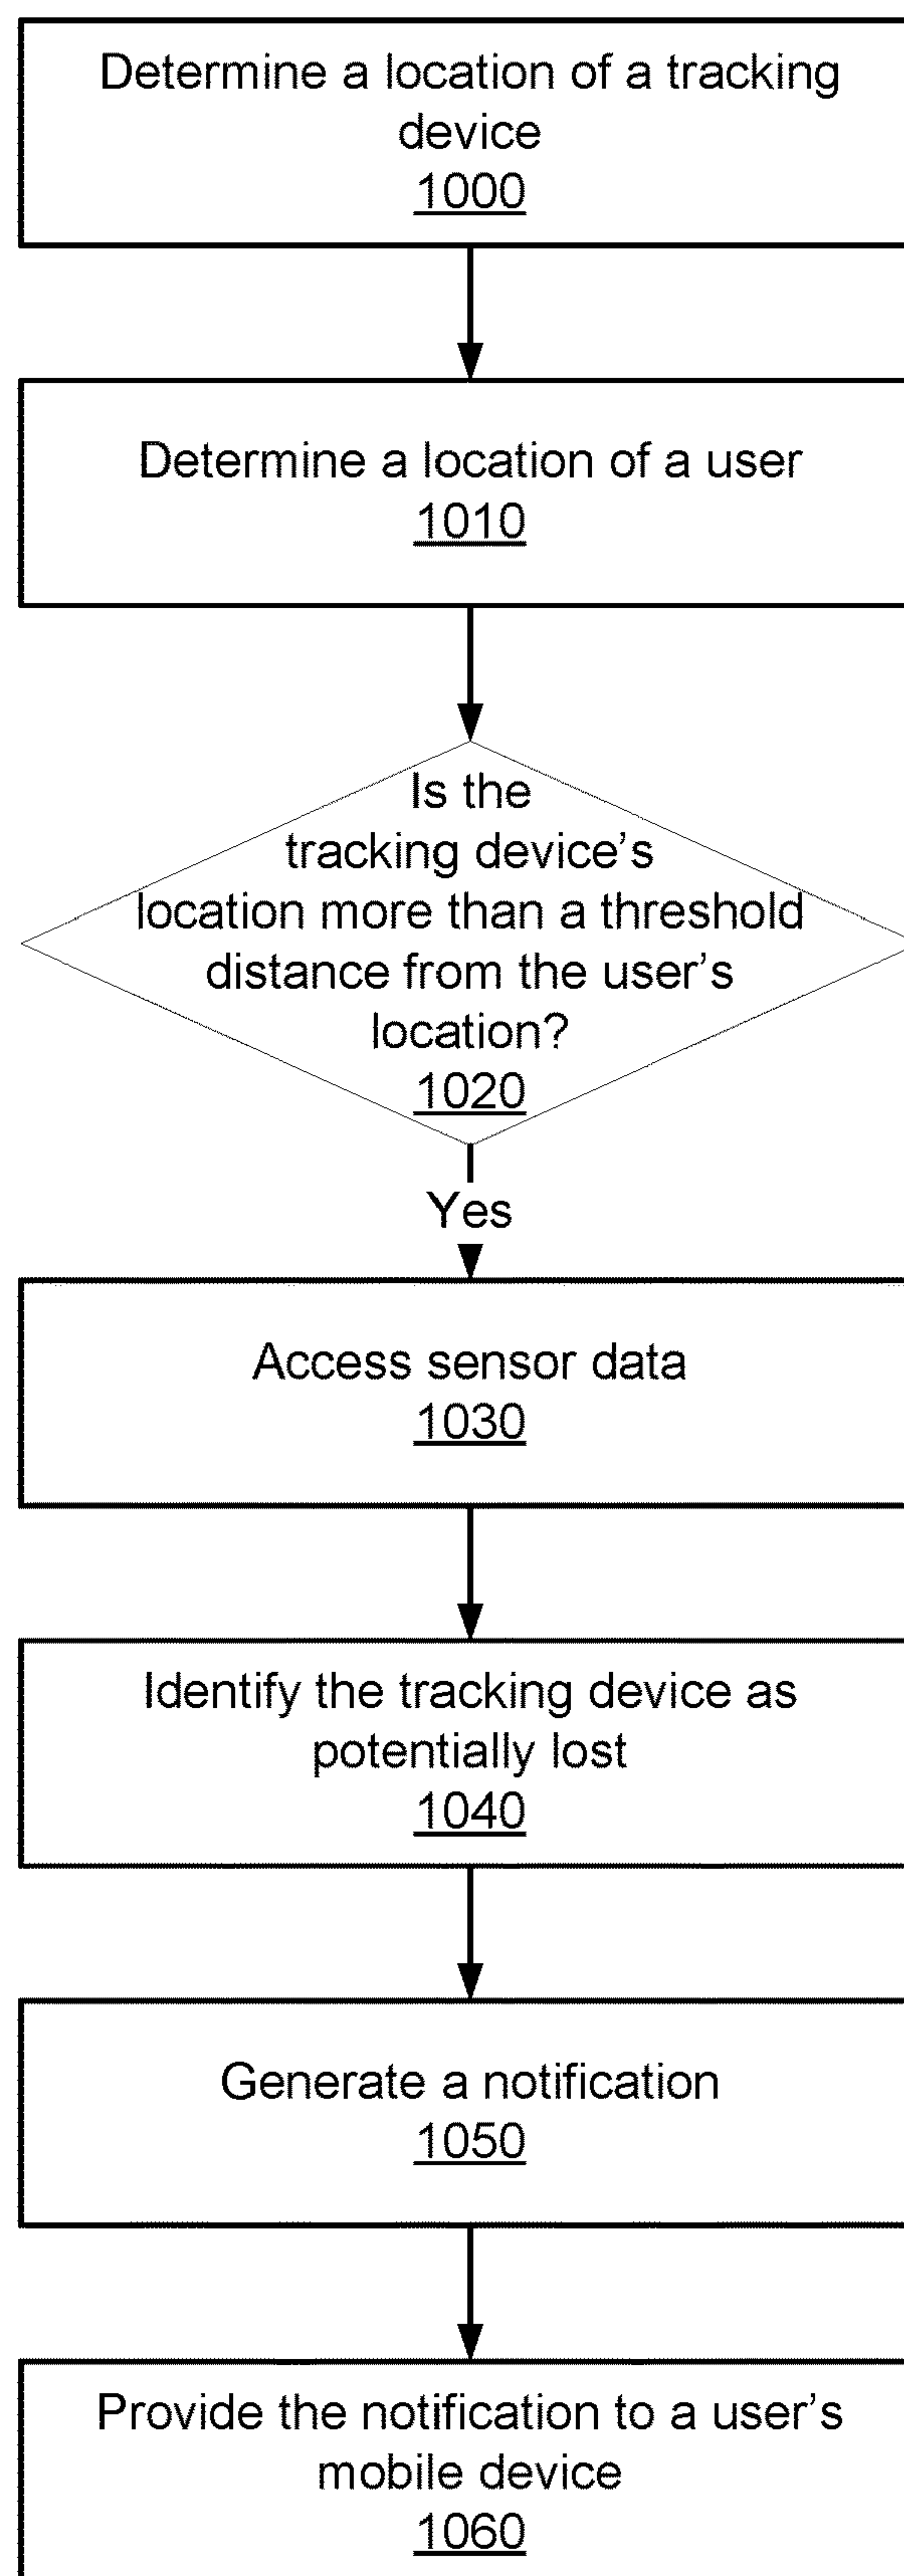 Determine a location of a tracking
device
1000
Determine a location of a user
1010
Is the
tracking device's
location more than a threshold
distance from the user's
location?
1020
Yes
Access sensor data
1030
Identify the tracking device as
potentially lost
1040
Generate a notification
1050
Provide the notification to a user's
mobile device
1060